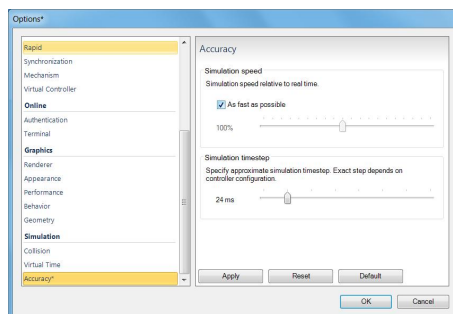 Options*
Rapid
Synchronization
Mechanism
Virtual Controller
Online
Authentication
Terminal
Graphics
Renderer
Appearance
Performance
Behavior
Geometry
Simulation
Collision
Virtual Time
Accuracy*
Accuracy
Simulation speed
Simulation speed relative to real time.
As fast as possible
100%
Simulation timestep
Specify approximate simulation timestep. Exact step depends on
controller configuration.
24 ms
Apply Reset Default
OK Cancel